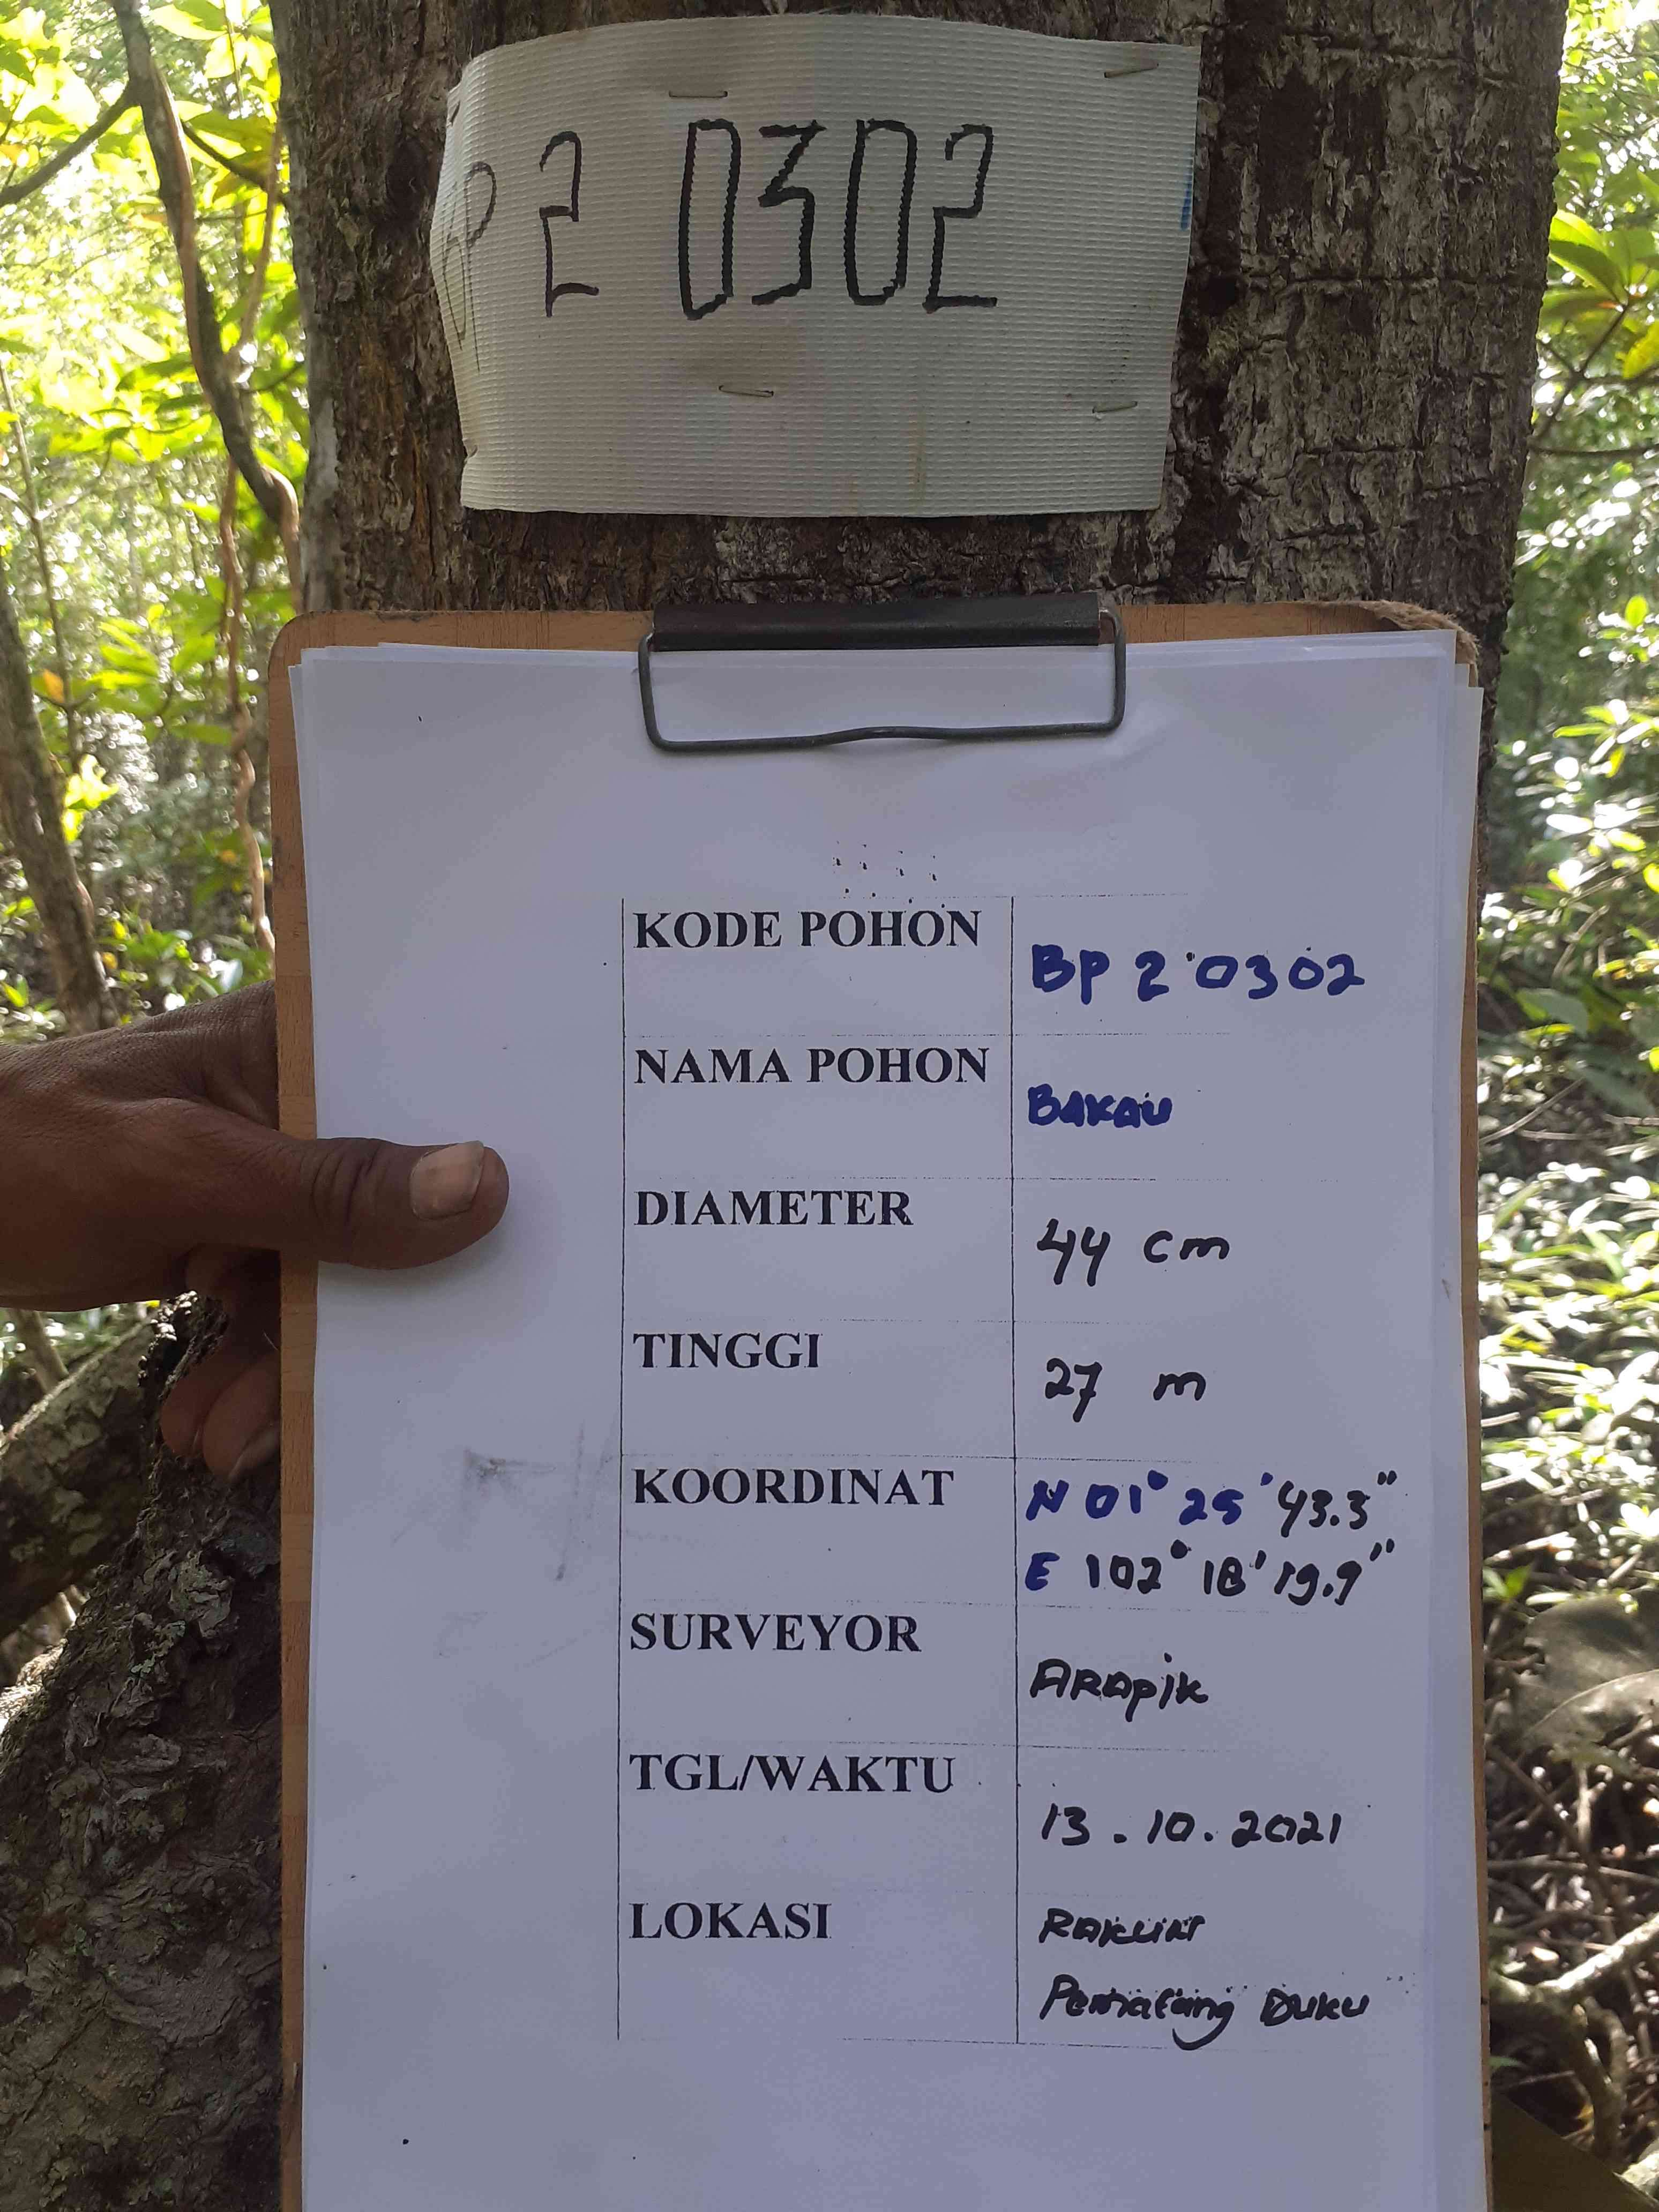 BP 2 0302
KODE POHON BP 2 0302
NAMA POHON BAKAU
DIAMETER 44 cm
TINGGI 27 m
KOORDINAT N 01° 25' 43.3"
E 102° 18' 19.9"
SURVEYOR ARApik
TGL/WAKTU 13.10.2021
LOKASI
Pematang Duku